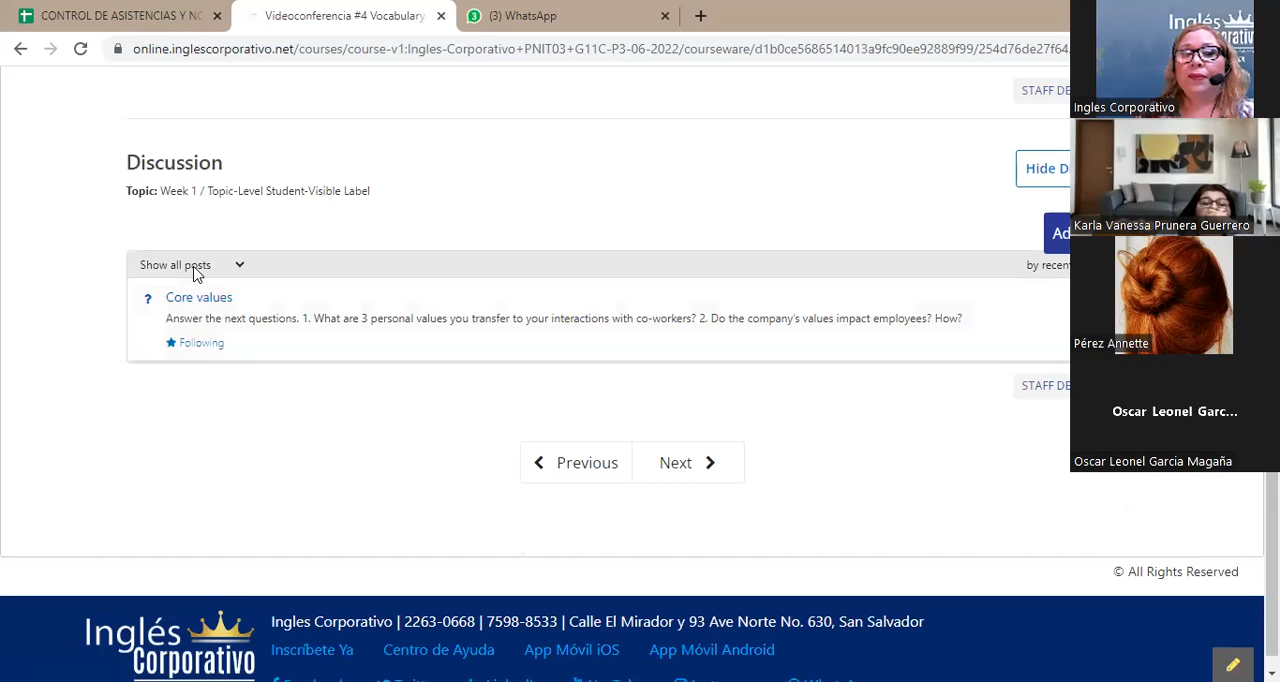 CONTROL DE ASISTENCIAS Y NO
Videoconferencia #4 Vocabulary
(3) WhatsApp
online.inglescorporativo.net/courses/course-v1:Ingles-Corporativo+PNIT03+G11C-P3-06-2022/courseware/d1b0ce5686514013a9fc90ee92889f99/254d76de27f64
Inglés
Ingles Corporativo
STAFF DE
Karla Vanessa Prunera Guerrero
Discussion
Hide D
Topic: Week 1 / Topic-Level Student-Visible Label
Ad
Show all posts
by recen
Core values
Answer the next questions. 1. What are 3 personal values you transfer to your interactions with co-workers? 2. Do the company's values impact employees? How?
Following
Pérez Annette
STAFF DE
Oscar Leonel Garc...
Oscar Leonel Garcia Magaña
Previous
Next
© All Rights Reserved
Inglés
Corporativo
Ingles Corporativo | 2263-0668 | 7598-8533 | Calle El Mirador y 93 Ave Norte No. 630, San Salvador
Inscríbete Ya
Centro de Ayuda
App Móvil iOS
App Móvil Android